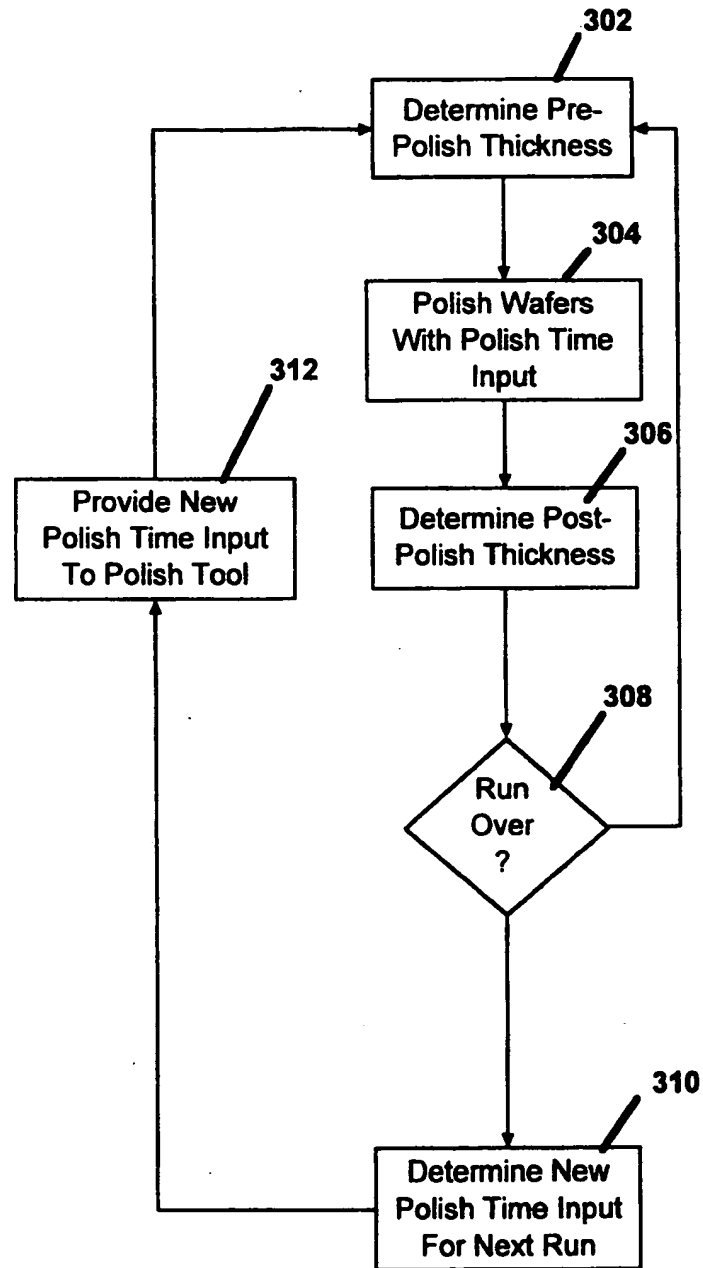 302
Determine Pre-
Polish Thickness
304
Polish Wafers
With Polish Time
Input
312
Provide New
Polish Time Input
To Polish Tool
306
Determine Post-
Polish Thickness
308
Run
Over
?
310
Determine New
Polish Time Input
For Next Run